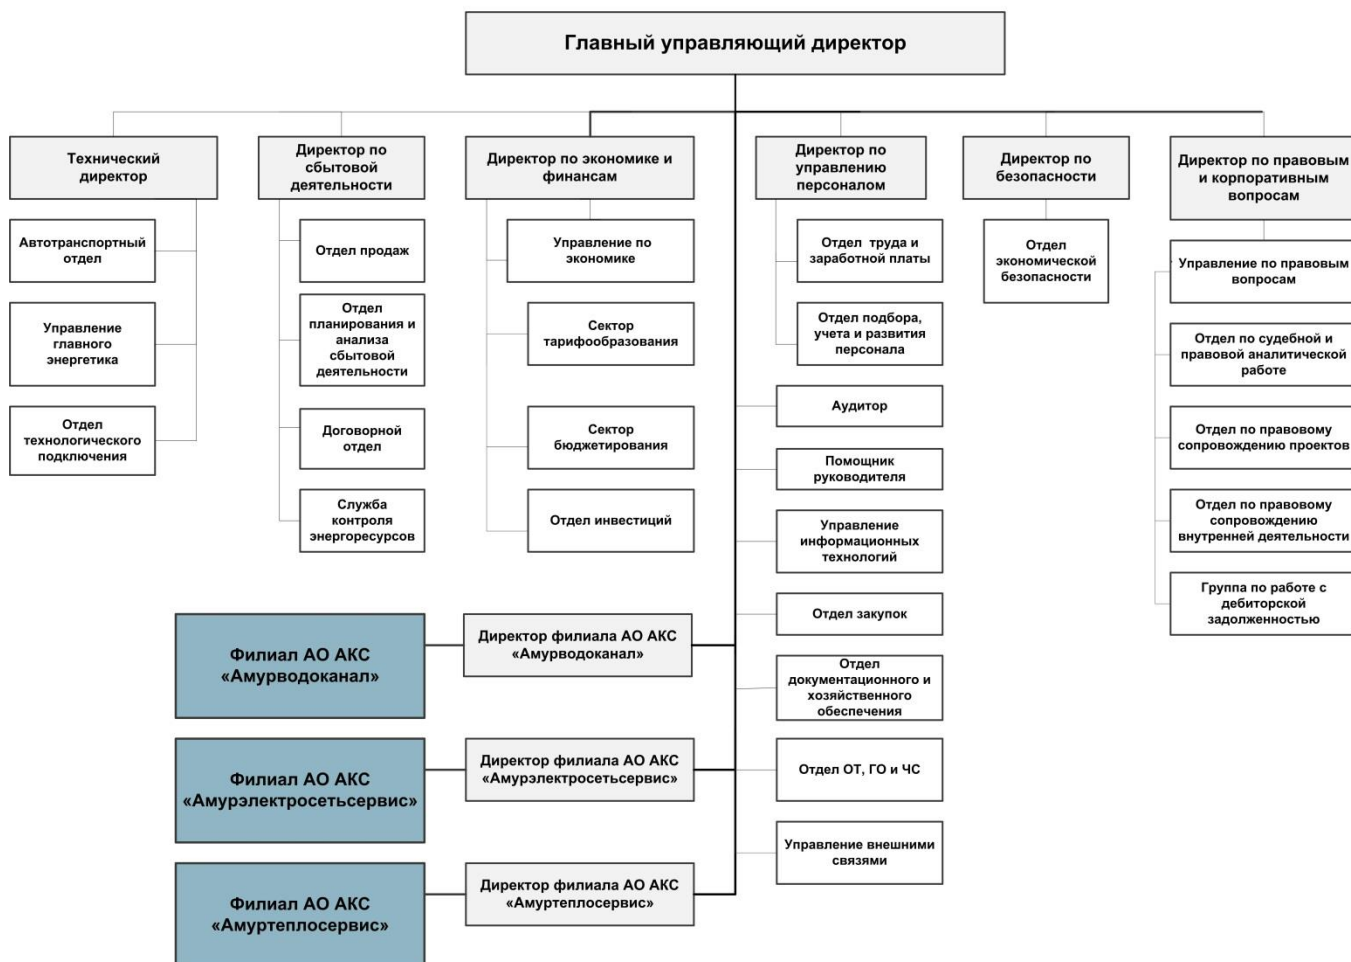 Главный управляющий директор
Технический
директор
Директор по
сбытовой
деятельности
Директор по экономике и
финансам
Директор по
управлению
персоналом
Директор по
безопасности
Директор по правовым
и корпоративным
вопросам
Автотранспортный
отдел
Управление
главного
энергетика
Отдел
технологического
подключения
Отдел продаж
Отдел
планирования и
анализа
сбытовой
деятельности
Договорной
отдел
Служба
контроля
энергоресурсов
Управление по
экономике
Сектор
тарифообразования
Сектор
бюджетирования
Отдел инвестиций
Отдел труда и
заработной платы
Отдел подбора,
учета и развития
персонала
Аудитор
Помощник
руководителя
Управление
информационных
технологий
Отдел закупок
Отдел
документационного и
хозяйственного
обеспечения
Отдел ОТ, ГО и ЧС
Управление внешними
связями
Отдел
экономической
безопасности
Управление по правовым
вопросам
Отдел по судебной и
правовой аналитической
работе
Отдел по правовому
сопровождению проектов
Отдел по правовому
сопровождению
внутренней деятельности
Группа по работе с
дебиторской
задолженностью
Филиал АО АКС
«Амурводоканал»
Директор филиала АО АКС
«Амурводоканал»
Филиал АО АКС
«Амурэлектросетьсервис»
Директор филиала АО АКС
«Амурэлектросетьсервис»
Филиал АО АКС
«Амуртеплосервис»
Директор филиала АО АКС
«Амуртеплосервис»